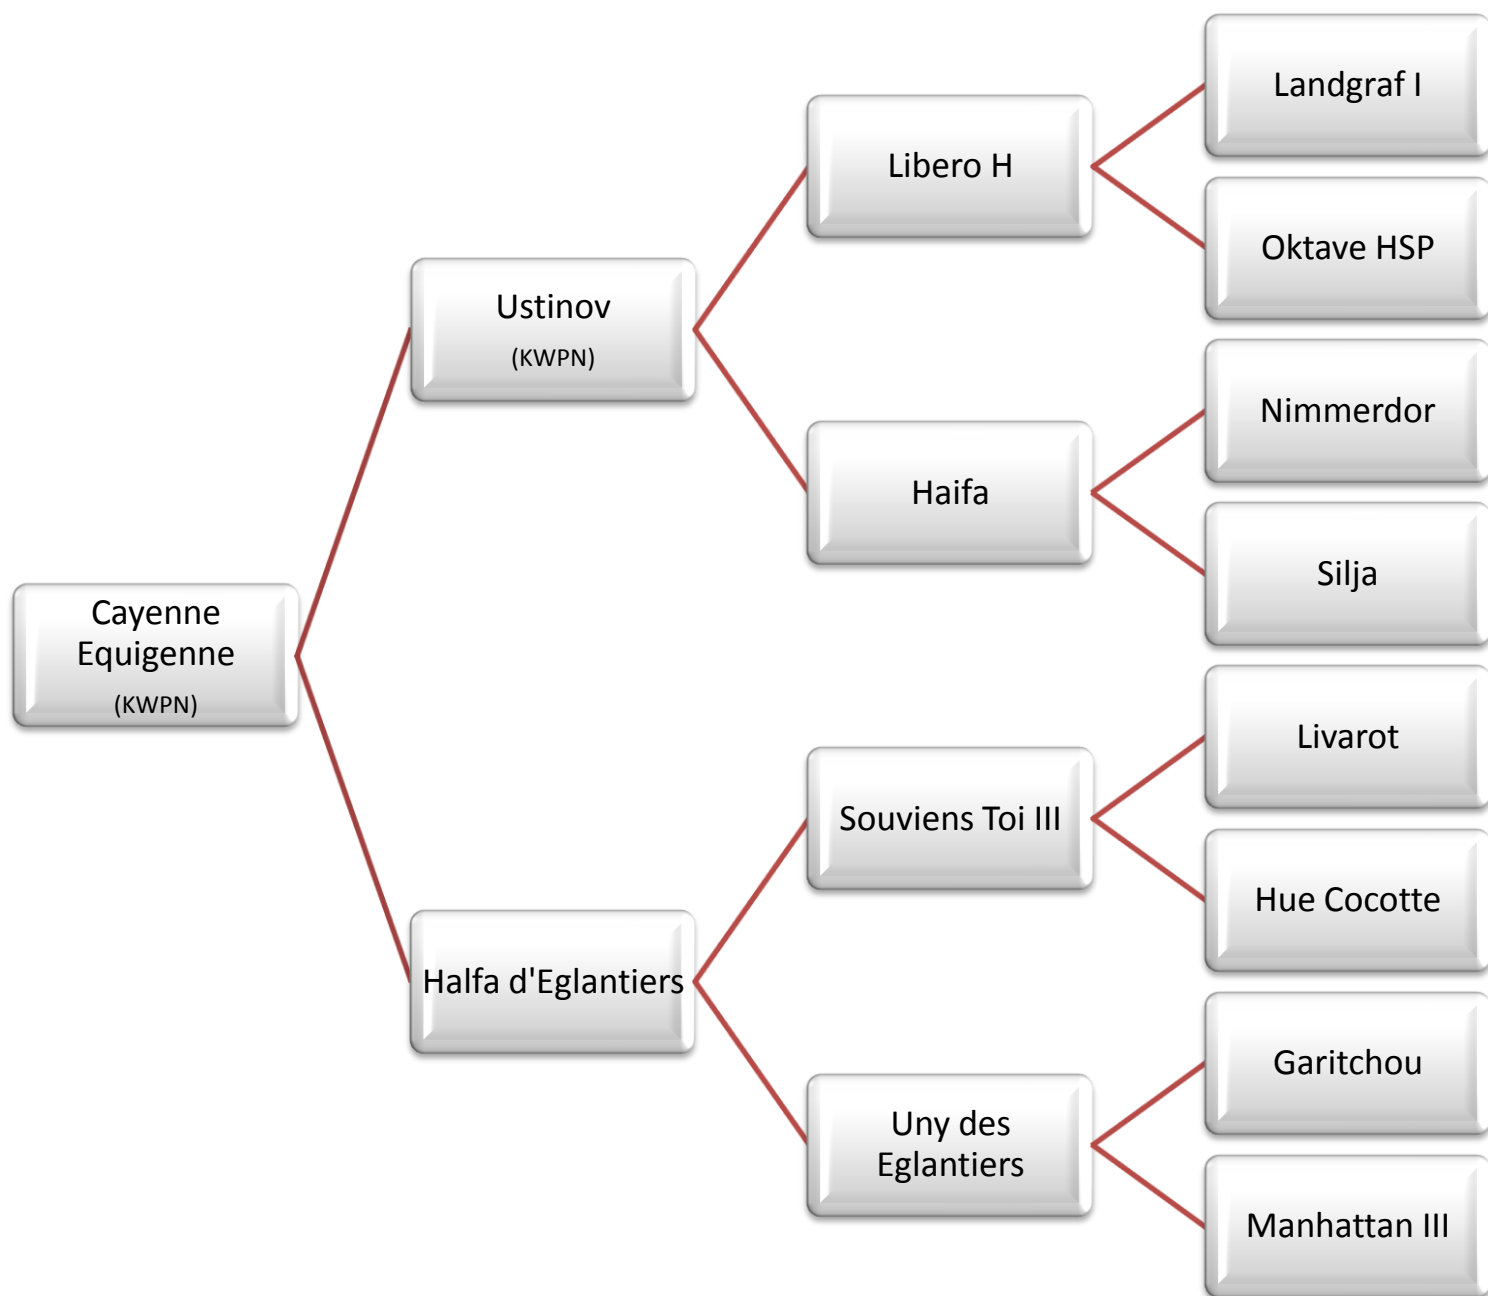 Landgraf I
Libero H
Oktave HSP
Ustinov
(KWPN)
Nimmerdor
Haifa
Silja
Cayenne
Equigenne
(KWPN)
Livarot
Souviens Toi III
Hue Cocotte
Halfa d'Eglantiers
Garitchou
Uny des
Eglantiers
Manhattan III